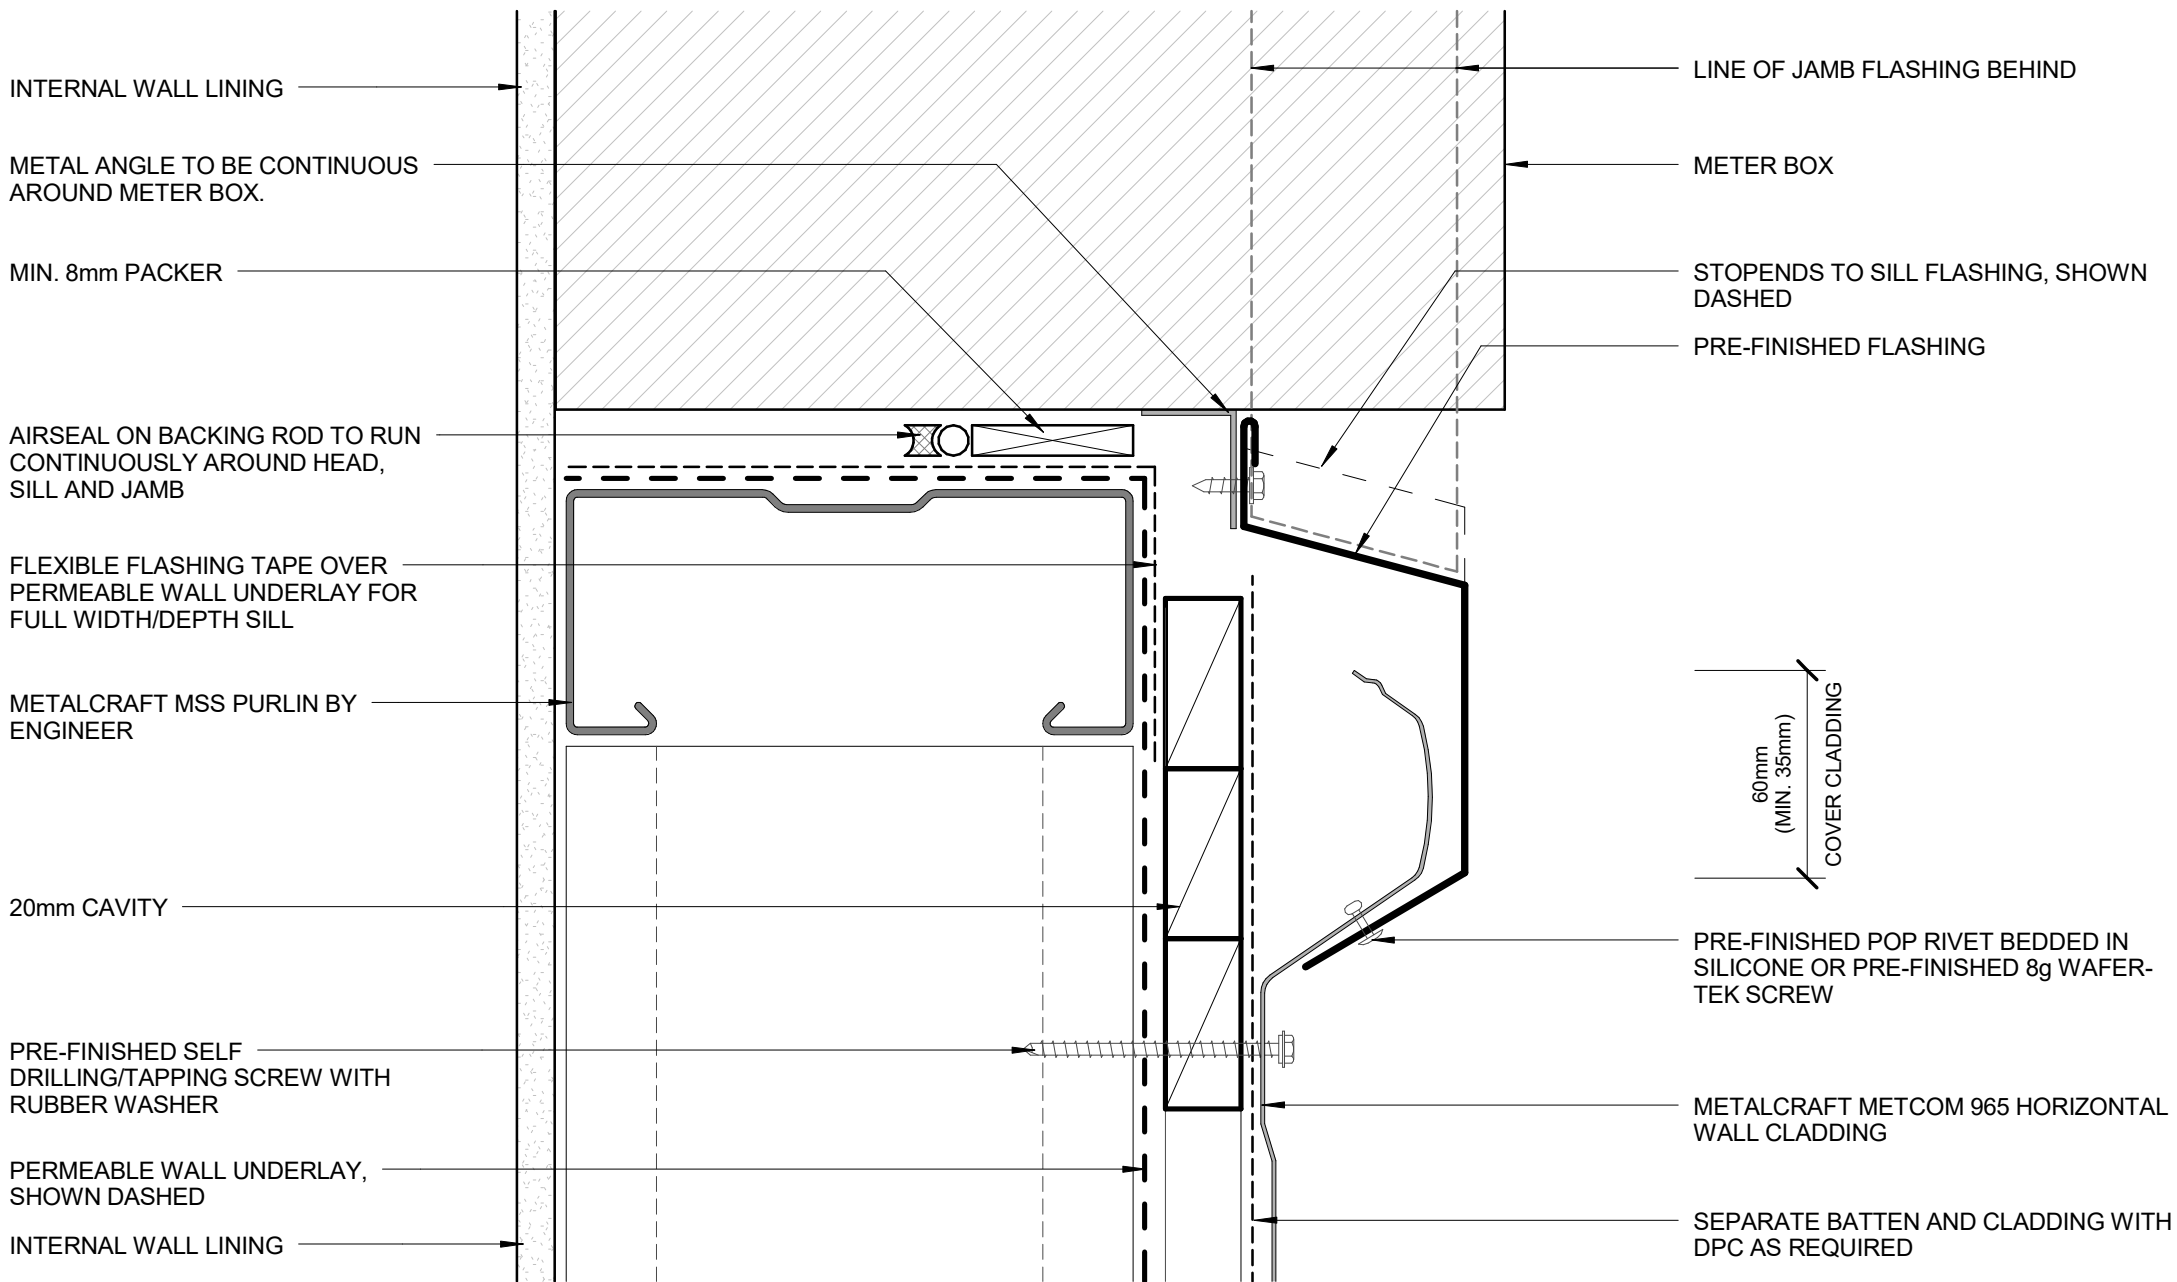 INTERNAL WALL LINING
METAL ANGLE TO BE CONTINUOUS
AROUND METER BOX.
MIN. 8mm PACKER
AIRSEAL ON BACKING ROD TO RUN
CONTINUOUSLY AROUND HEAD,
SILL AND JAMB
FLEXIBLE FLASHING TAPE OVER
PERMEABLE WALL UNDERLAY FOR
FULL WIDTH/DEPTH SILL
METALCRAFT MSS PURLIN BY
ENGINEER
20mm CAVITY
PRE-FINISHED SELF
DRILLING/TAPPING SCREW WITH
RUBBER WASHER
PERMEABLE WALL UNDERLAY,
SHOWN DASHED
INTERNAL WALL LINING
LINE OF JAMB FLASHING BEHIND
METER BOX
STOPENDS TO SILL FLASHING, SHOWN
DASHED
PRE-FINISHED FLASHING
60mm
(MIN. 35mm)
COVER CLADDING
PRE-FINISHED POP RIVET BEDDED IN
SILICONE OR PRE-FINISHED 8g WAFER-
TEK SCREW
METALCRAFT METCOM 965 HORIZONTAL
WALL CLADDING
SEPARATE BATTEN AND CLADDING WITH
DPC AS REQUIRED